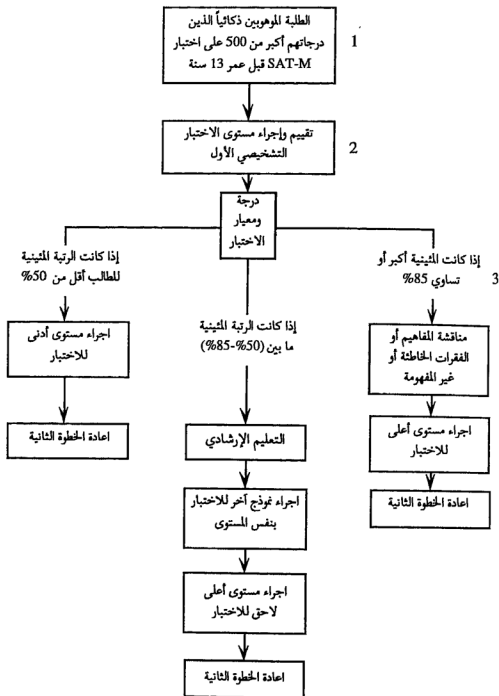 الطلبة الموهوبين ذكائياً الذين
درجاتهم أكبر من 500 على اختبار
SAT-M قبل عمر 13 سنة
1
تقييم وإجراء مستوى الاختبار
التشخيصي الأول
2
درجة
ومعيار
الاختبار
إذا كانت المئينية أكبر أو
تساوي 85%
3
مناقشة المفاهيم أو
الفقرات الخاطئة أو
غير المفهومة
اجراء مستوى أعلى
للاختبار
اعادة الخطوة الثانية
إذا كانت الرتبة المئينية
ما بين (50%-85%)
التعليم الإرشادي
اجراء نموذج آخر للاختبار
بنفس المستوى
اجراء مستوى أعلى
لاحق للاختبار
اعادة الخطوة الثانية
إذا كانت الرتبة المئينية
للطالب أقل من 50%
اجراء مستوى أدنى
للاختبار
اعادة الخطوة الثانية